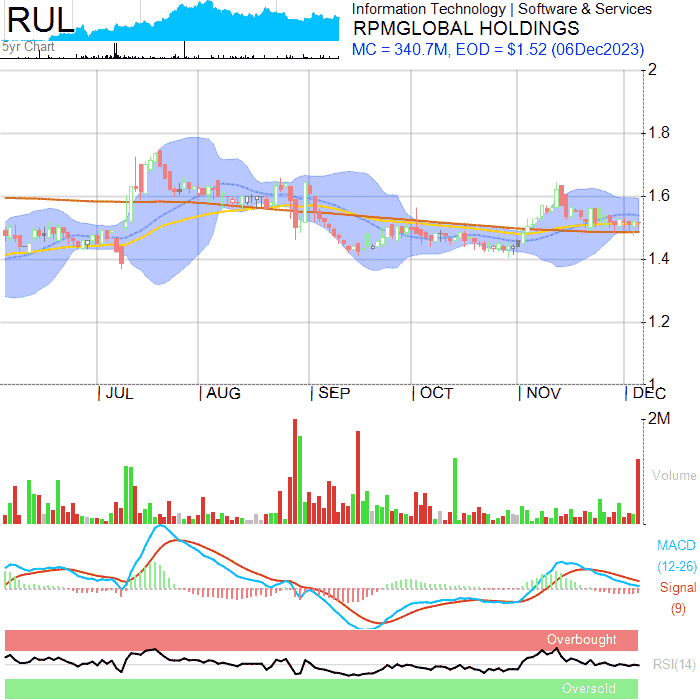 RUL
5yr Chart
Information Technology | Software & Services
RPMGLOBAL HOLDINGS
MC = 340.7M, EOD = $1.52 (06Dec2023)
2
1.8
1.6
1.4
1.2
1
JUL AUG SEP OCT NOV DEC
2M
Volume
MACD
(12-26)
Signal
(9)
Overbought
RSI(14)
Oversold